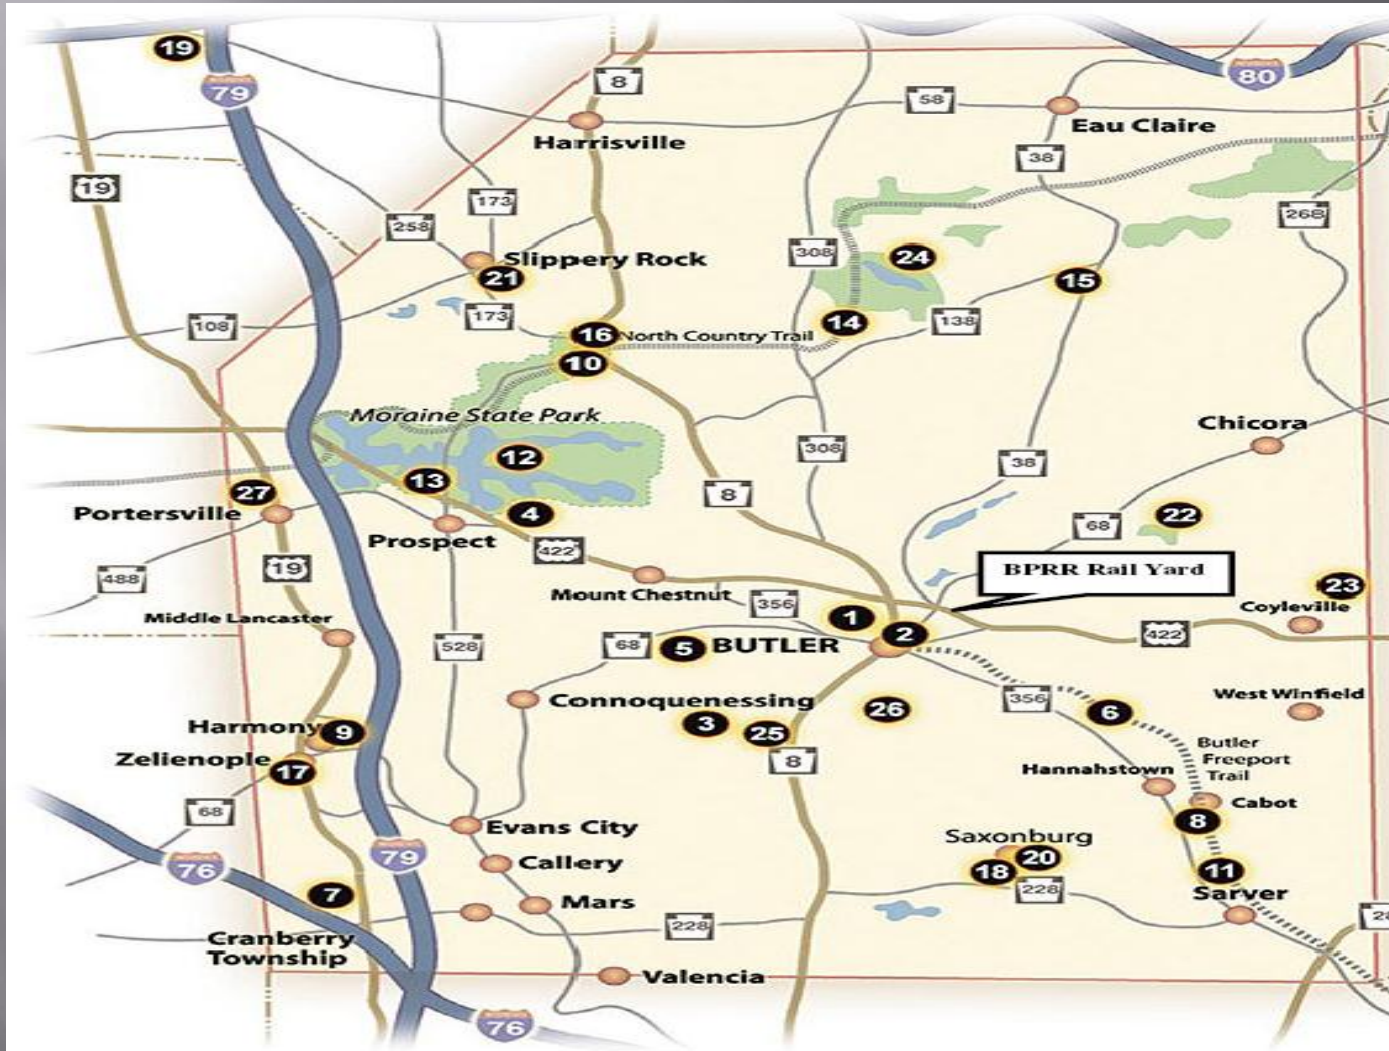 19
79
8
58
80
Harrisville
Eau Claire
38
19
173
258
268
Slippery Rock
21
308
24
15
108
173
16
North Country Trail
14
138
10
Moraine State Park
Chicora
12
308
38
13
8
27
Portersville
4
22
68
Prospect
422
488
19
BPRR Rail Yard
Mount Chestnut
356
23
Coyleville
Middle Lancaster
1
2
422
528
68
5
BUTLER
Connoquenessing
356
West Winfield
3
25
26
6
Harmony
9
8
Butler
Freeport
Trail
Zelienople
17
Hannahstown
Cabot
68
Evans City
8
76
79
Callery
Saxonburg
18
20
11
228
Sarver
7
Mars
228
Cranberry
Township
Valencia
76